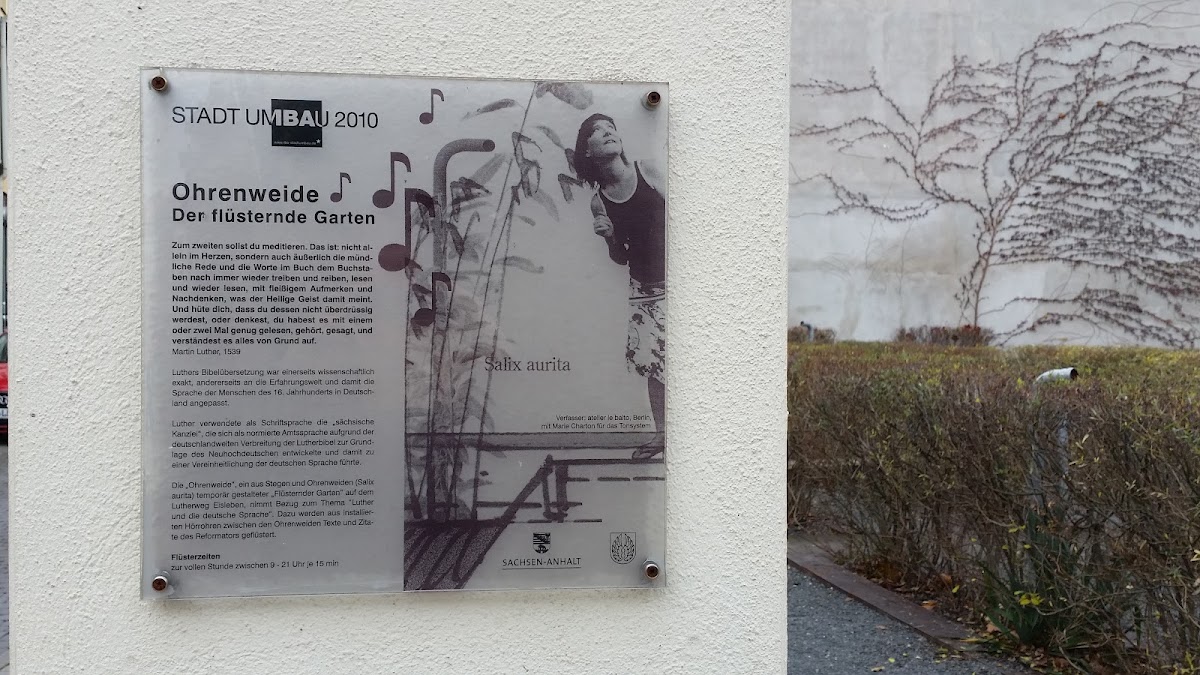 STADT UMBAU 2010
Ohrenweide
Der flüsternde Garten
Zum zweiten sollst du meditieren. Das ist: nicht al-
lein im Herzen, sondern auch äußerlich die münd-
liche Rede und die Worte im Buch dem Buchsta-
ben nach immer wieder treiben und reiben, lesen
und wieder lesen, mit fleißigem Aufmerken und
Nachdenken, was der Heilige Geist damit meint.
Und hüte dich, dass du dessen nicht überdrüssig
werdest, oder denkest, du habest es mit einem
oder zwei Mal genug gelesen, gehört, gesagt, und
verständest es alles von Grund auf.
Martin Luther, 1539
Luthers Bibelübersetzung war einerseits wissenschaftlich
exakt, andererseits an die Erfahrungswelt und damit die
Sprache der Menschen des 16. Jahrhunderts in Deutsch-
land angepasst.
Luther verwendete als Schriftsprache die „sächsische
Kanzlei", die sich als normierte Amtssprache aufgrund der
deutschlandweiten Verbreitung der Lutherbibel zur Grund-
lage des Neuhochdeutschen entwickelte und damit zu
einer Vereinheitlichung der deutschen Sprache führte.
Die „Ohrenweide", ein aus Stegen und Ohrenweiden (Salix
aurita) temporär gestalteter „Flüsternder Garten" auf dem
Lutherweg Eisleben, nimmt Bezug zum Thema "Luther
und die deutsche Sprache". Dazu werden aus installier-
ten Hörrohren zwischen den Ohrenweiden Texte und Zita-
te des Reformators geflüstert.
Flüsterzeiten
zur vollen Stunde zwischen 9 - 21 Uhr je 15 min
Salix aurita
Verfasser: atelier le balto, Berlin,
mit Marie Charlon für das Tonsystem
SACHSEN-ANHALT